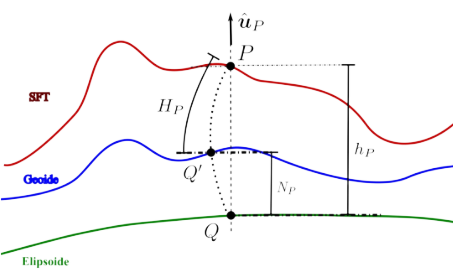 û_P
P
SFT
H_P
h_P
Geoide
Q'
N_P
Q
Elipsoide